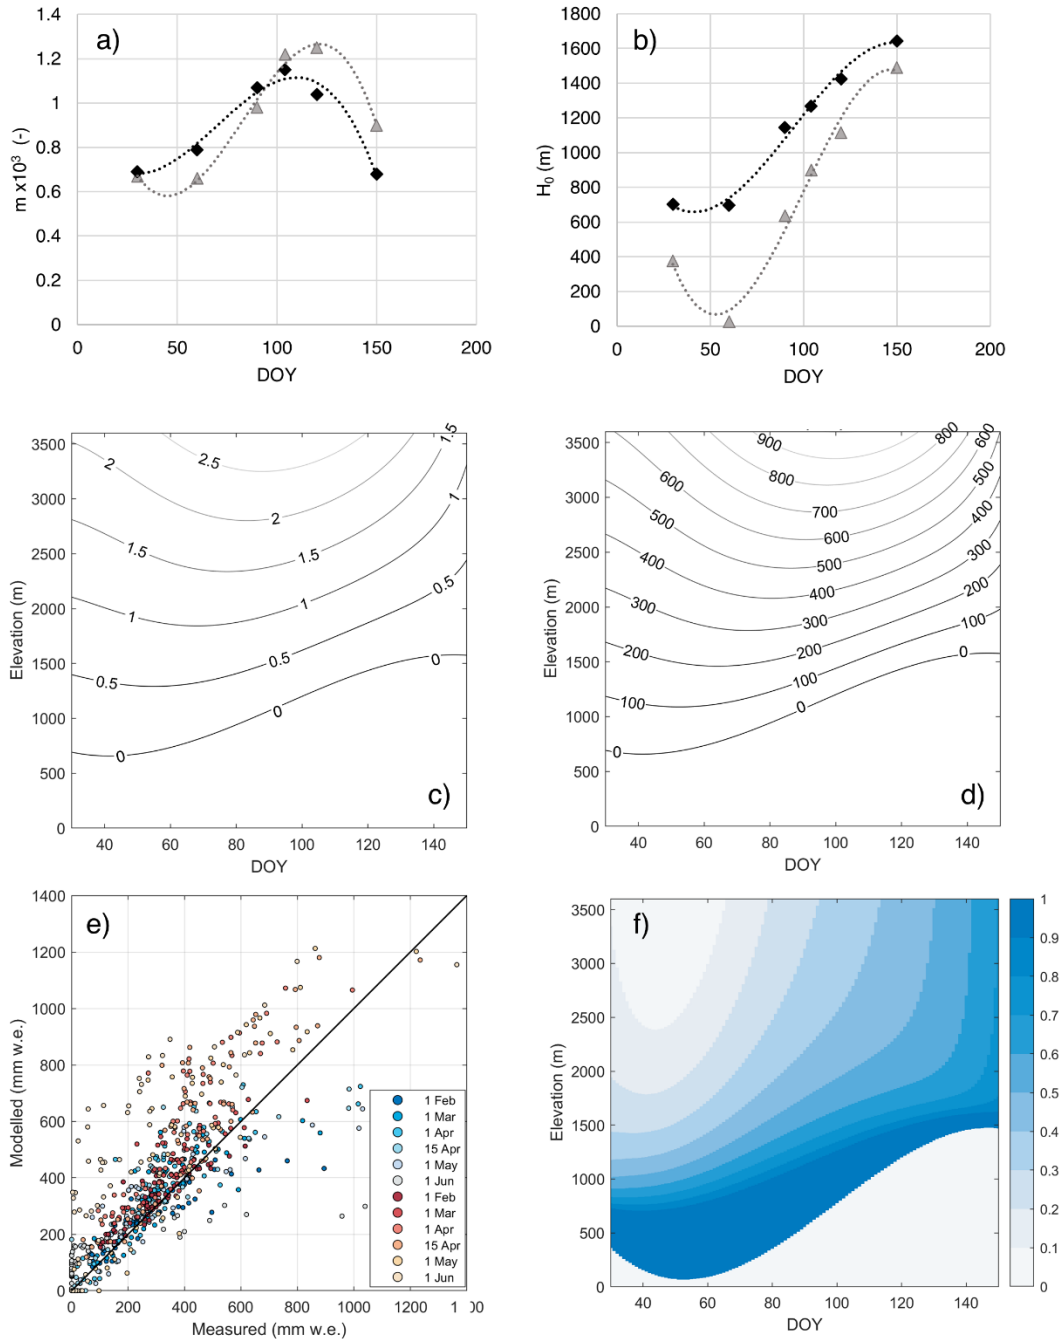 a)
1.4
1.2
1
0.8
0.6
0.4
0.2
0
m x10³ (-)
0 50 100 150 200
DOY
b)
1800
1600
1400
1200
1000
800
600
400
200
0
H₀ (m)
0 50 100 150 200
DOY
3500
3000
2500
2000
1500
1000
500
0
Elevation (m)
2 2.5 1.5
2
1.5 1.5 1
1 1 0.5
0.5 0.5 0
0 0
c)
40 60 80 100 120 140
DOY
3500
3000
2500
2000
1500
1000
500
0
Elevation (m)
900 800 600
600 800 500
500 700 400
400 600 300
300 500 200
200 400 100
100 300 0
0 200
100
0
d)
40 60 80 100 120 140
DOY
e)
1400
1200
1000
800
600
400
200
0
Modelled (mm w.e.)
1 Feb
1 Mar
1 Apr
15 Apr
1 May
1 Jun
1 Feb
1 Mar
1 Apr
15 Apr
1 May
1 Jun
0 200 400 600 800 1000 1200
Measured (mm w.e.)
f)
3500
3000
2500
2000
1500
1000
500
0
Elevation (m)
40 60 80 100 120 140
DOY
1
0.9
0.8
0.7
0.6
0.5
0.4
0.3
0.2
0.1
0